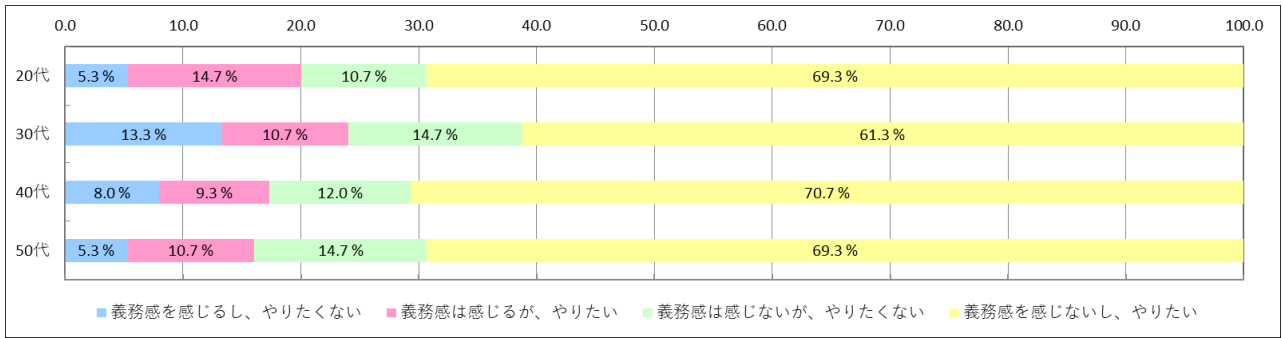 0.0 10.0 20.0 30.0 40.0 50.0 60.0 70.0 80.0 90.0 100.0
20代 5.3 % 14.7 % 10.7 % 69.3 %
30代 13.3 % 10.7 % 14.7 % 61.3 %
40代 8.0 % 9.3 % 12.0 % 70.7 %
50代 5.3 % 10.7 % 14.7 % 69.3 %
義務感を感じるし、やりたくない 義務感は感じるが、やりたい 義務感は感じないが、やりたくない 義務感を感じないし、やりたい